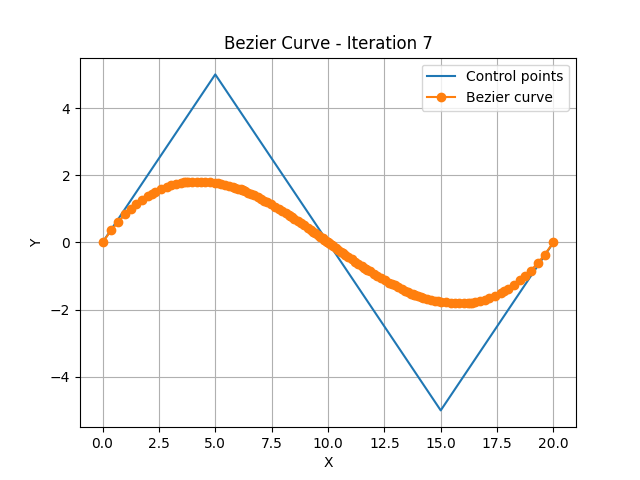 Bezier Curve - Iteration 7
Control points
Bezier curve
Y
4
2
0
−2
−4
0.0 2.5 5.0 7.5 10.0 12.5 15.0 17.5 20.0
X